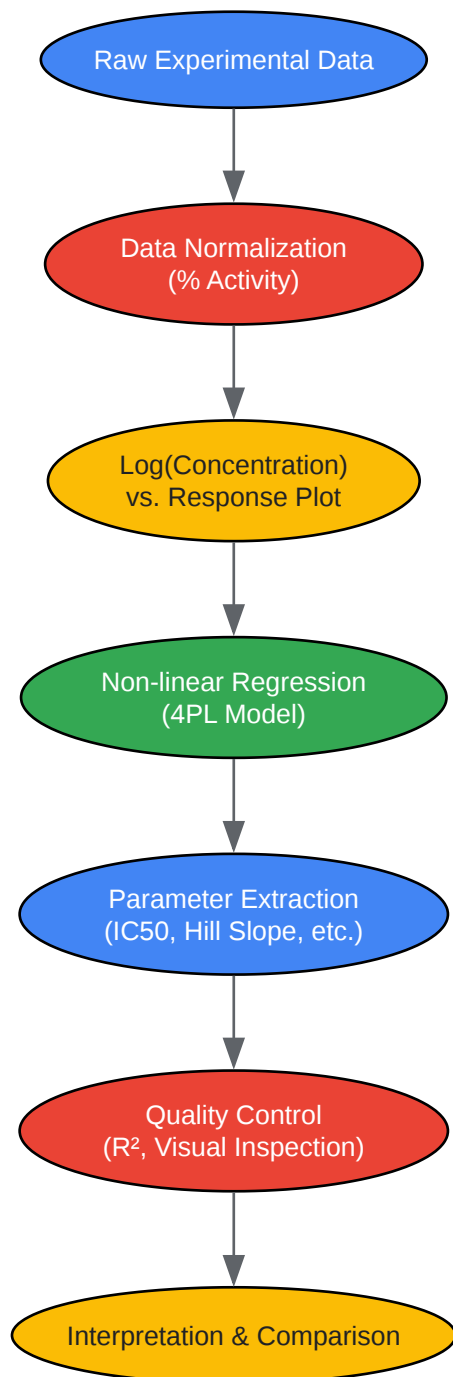 Raw Experimental Data
Data Normalization
(% Activity)
Log(Concentration)
vs. Response Plot
Non-linear Regression
(4PL Model)
Parameter Extraction
(IC50, Hill Slope, etc.)
Quality Control
(R², Visual Inspection)
Interpretation & Comparison